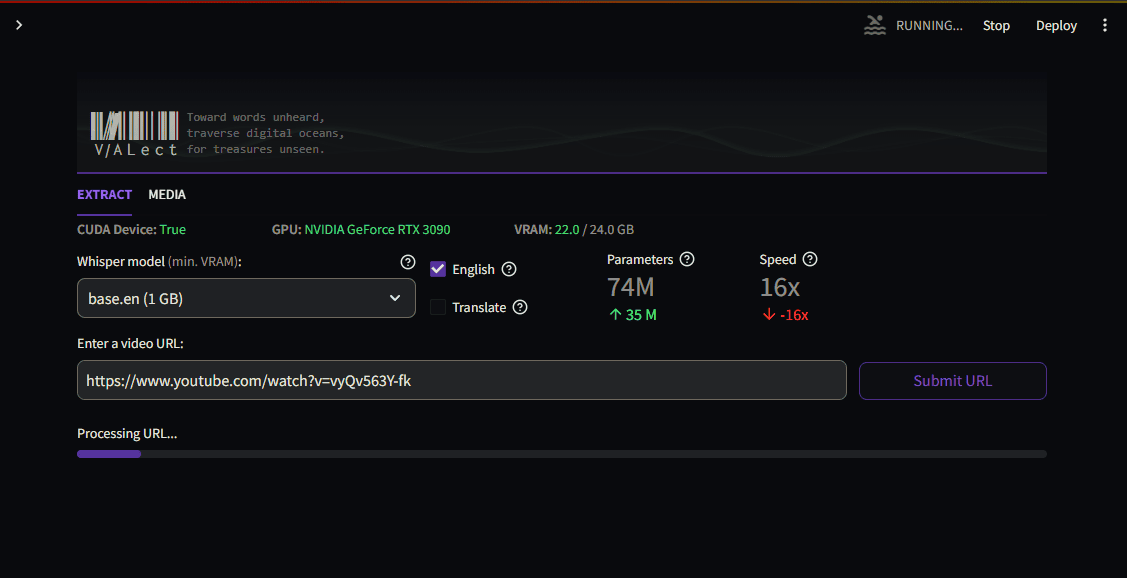 RUNNING...
Stop
Deploy
Toward words unheard,
traverse digital oceans,
for treasures unseen.
V/ALect
EXTRACT
MEDIA
CUDA Device: True
GPU: NVIDIA GeForce RTX 3090
VRAM: 22.0 / 24.0 GB
Whisper model (min. VRAM):
base.en (1 GB)
English
Translate
Parameters
74M
↑ 35 M
Speed
16x
↓ -16x
Enter a video URL:
https://www.youtube.com/watch?v=vyQv563Y-fk
Submit URL
Processing URL...